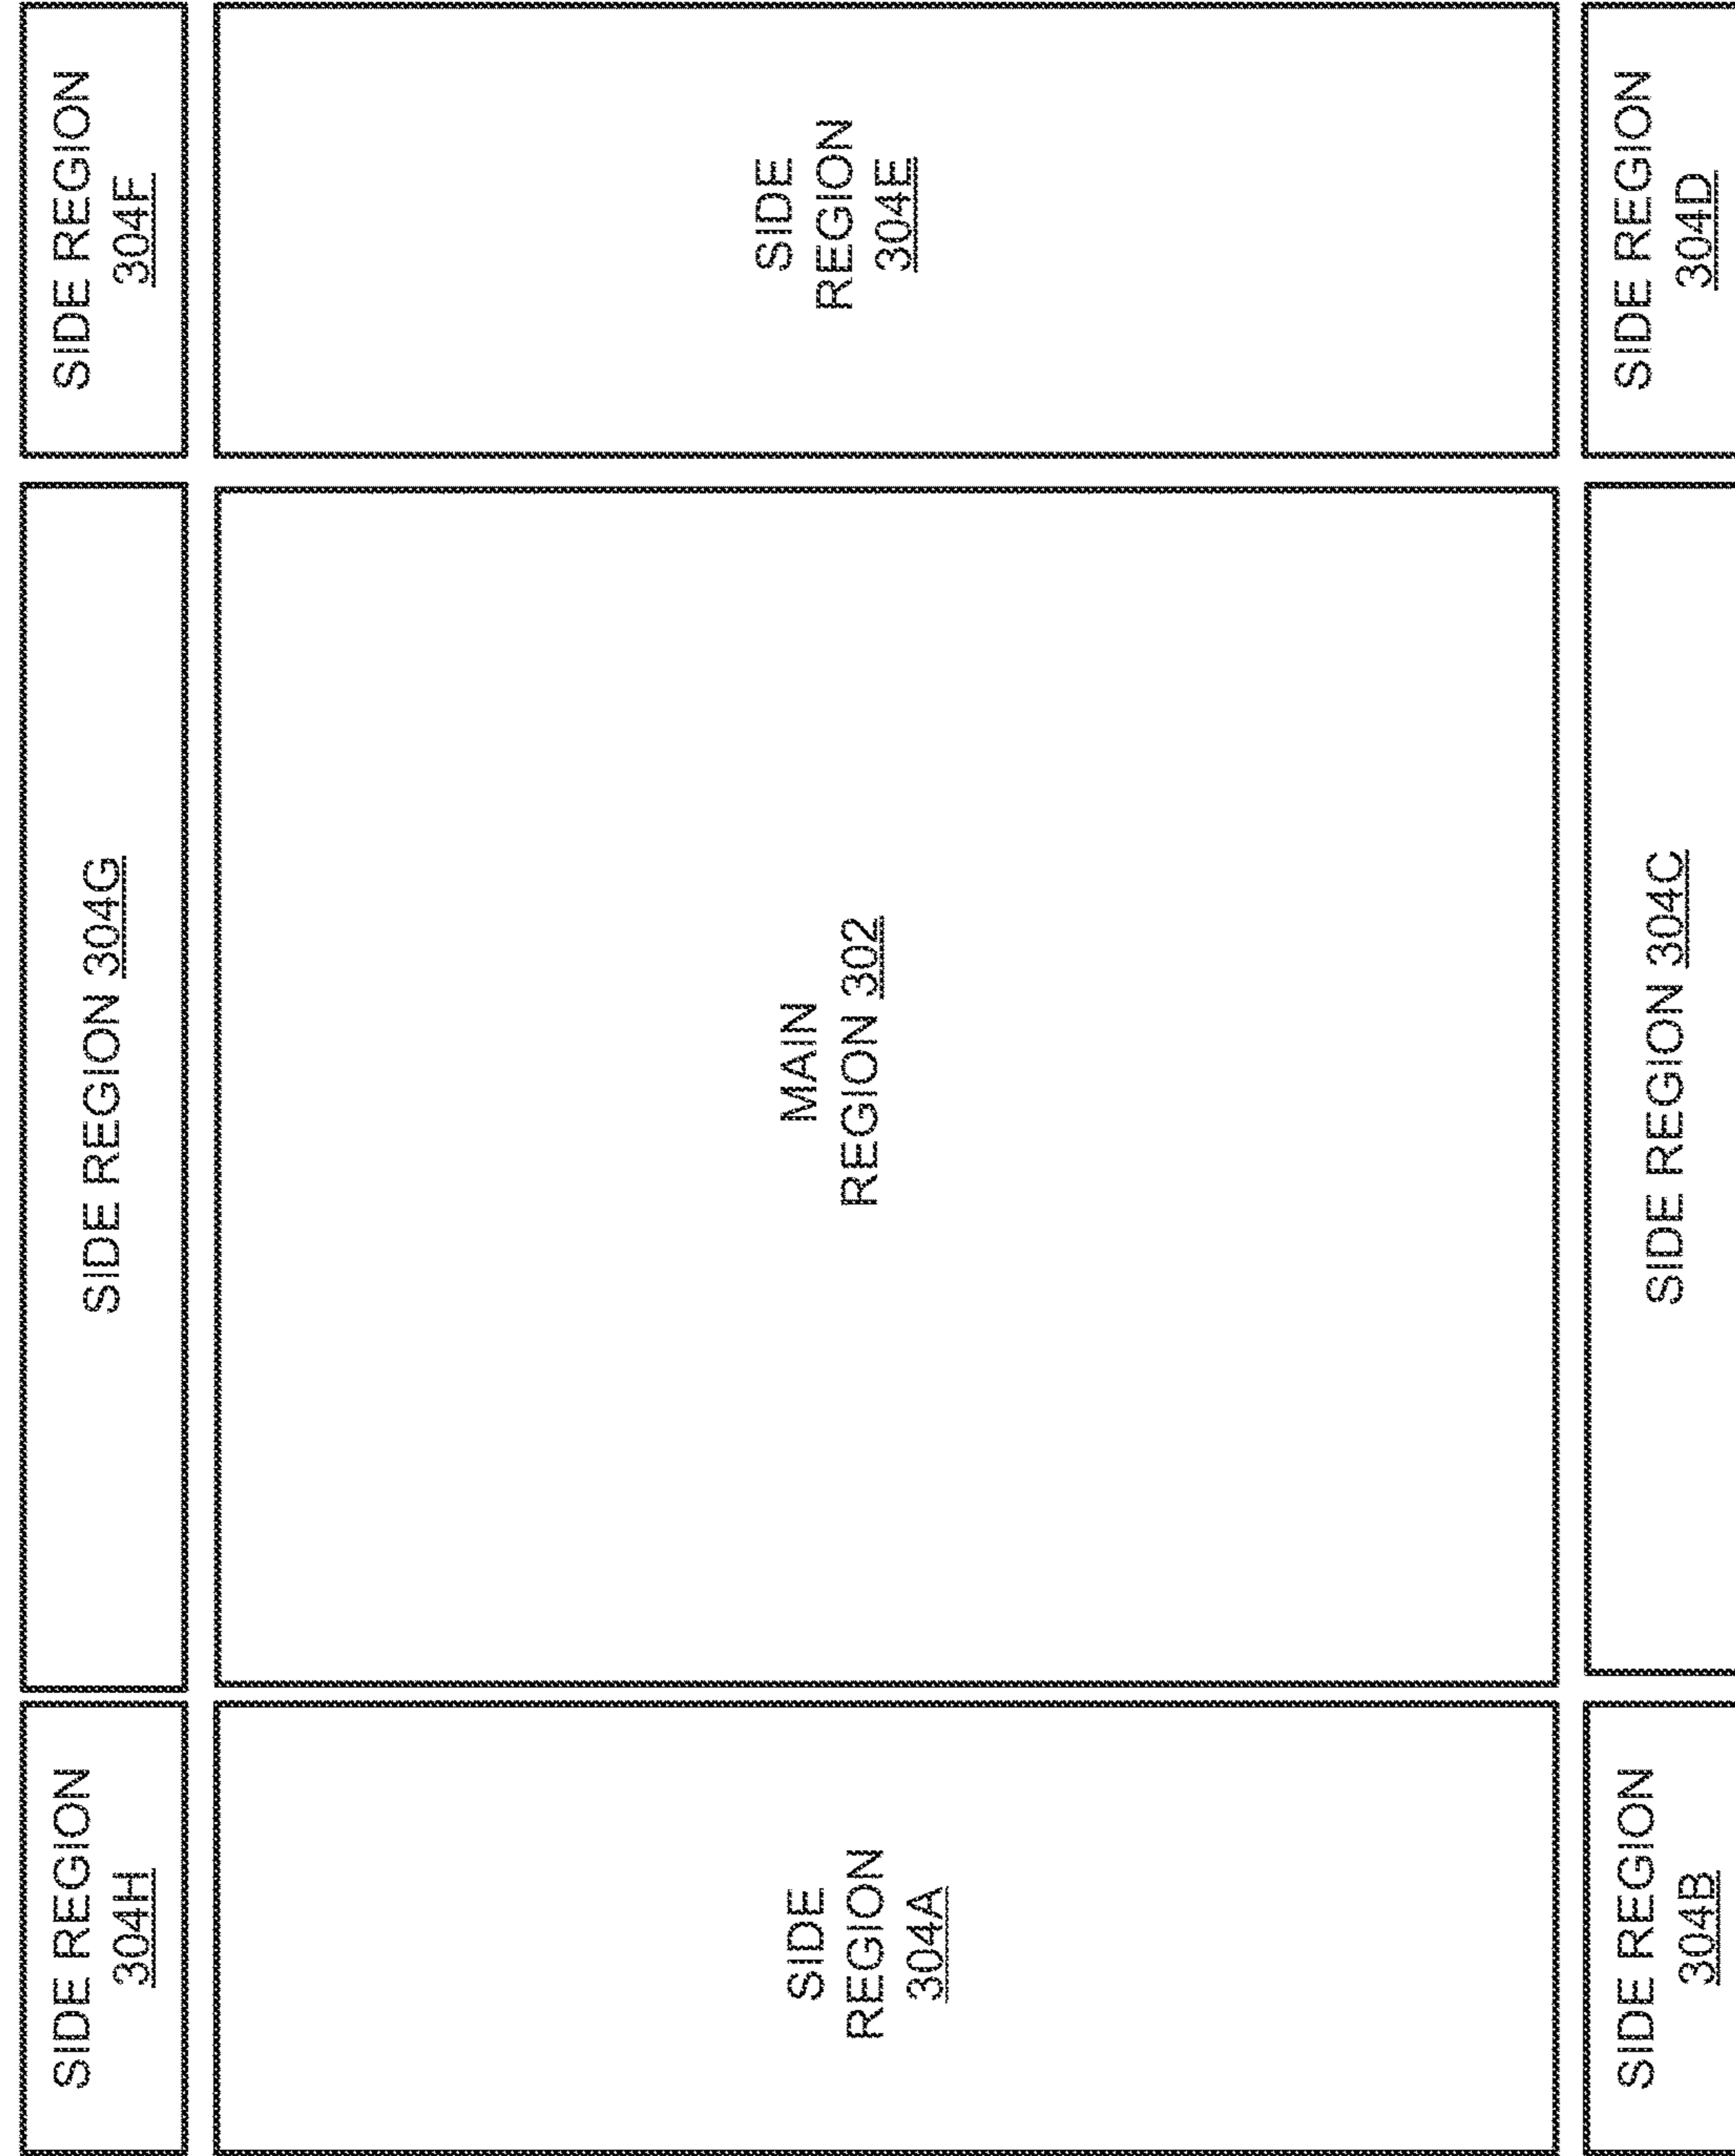 SIDE REGION
304H
SIDE REGION 304G
SIDE REGION
304F
SIDE
REGION
304A
MAIN
REGION 302
SIDE
REGION
304E
SIDE REGION
304B
SIDE REGION 304C
SIDE REGION
304D